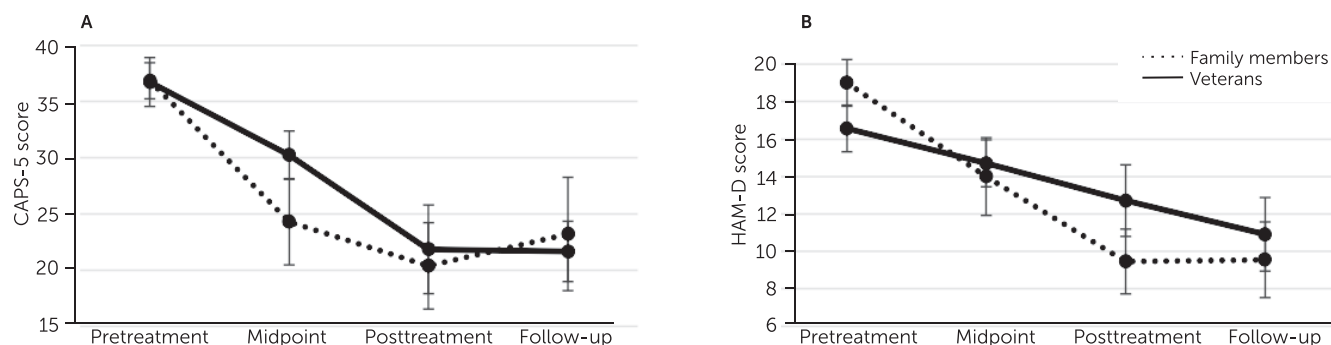 A
CAPS-5 score
40
35
30
25
20
15
Pretreatment Midpoint Posttreatment Follow-up
B
HAM-D score
20
18
16
14
12
10
8
6
Pretreatment Midpoint Posttreatment Follow-up
Family members
Veterans